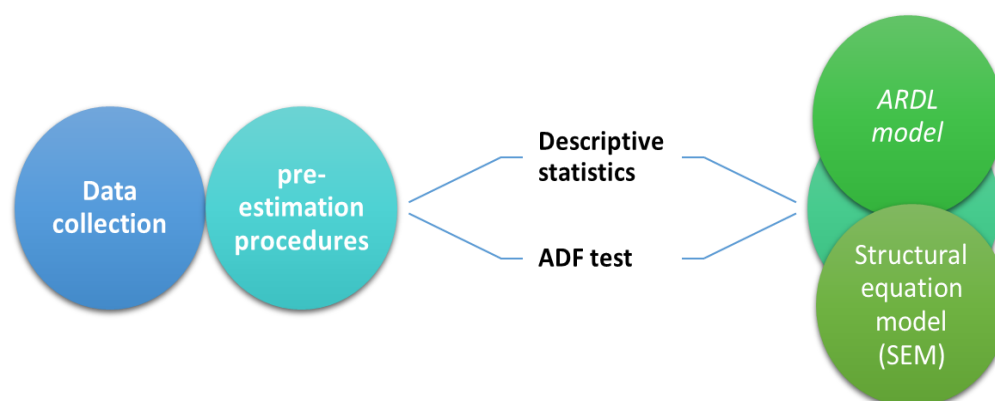 Data
collection
pre-
estimation
procedures
Descriptive
statistics
ADF test
ARDL
model
Structural
equation
model
(SEM)